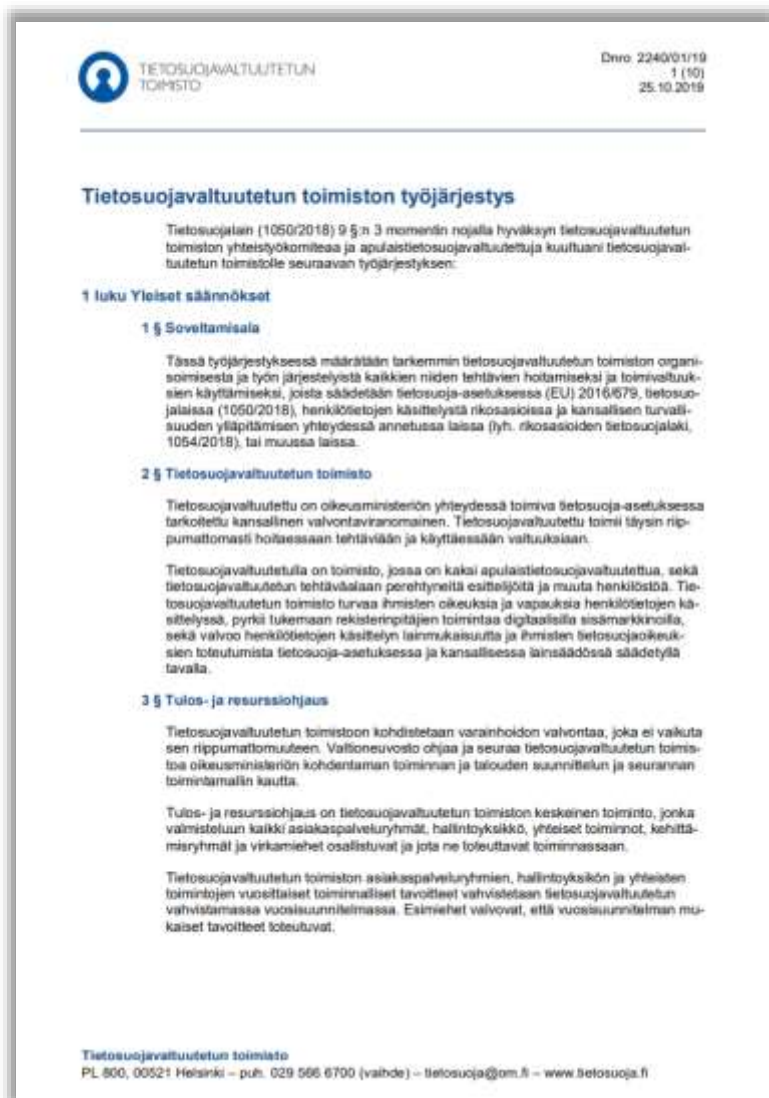 TIETOSUOJAVALTUUTETUN
TOIMISTO
Dnro: 2240/01/19
1 (10)
25.10.2019
Tietosuojavaltuutetun toimiston työjärjestys
Tietosuojalain (1050/2018) 9 §:n 3 momentin nojalla hyväksyn tietosuojavaltuutetun
toimiston yhteistyökomiteaa ja apulaistietosuojavaltuutettuja kuultuani tietosuojaval-
tuutetun toimistolle seuraavan työjärjestyksen:
1 luku Yleiset säännökset
1 § Soveltamisala
Tässä työjärjestyksessä määrätään tarkemmin tietosuojavaltuutetun toimiston organi-
soimisesta ja työn järjestelyistä kaikkien niiden tehtävien hoitamiseksi ja toimivaltuuk-
sien käyttämiseksi, joista säädetään tietosuoja-asetuksessa (EU) 2016/679, tietosuo-
jalaissa (1050/2018), henkilötietojen käsittelystä rikosasioissa ja kansallisen turvalli-
suuden ylläpitämisen yhteydessä annetussa laissa (lyh. rikosasioiden tietosuojalaki,
1054/2018), tai muussa laissa.
2 § Tietosuojavaltuutetun toimisto
Tietosuojavaltuutettu on oikeusministeriön yhteydessä toimiva tietosuoja-asetuksessa
tarkoitettu kansallinen valvontaviranomainen. Tietosuojavaltuutettu toimii täysin riip-
pumattomasti hoitaessaan tehtäviään ja käyttäessään valtuuksiaan.
Tietosuojavaltuutetulla on toimisto, jossa on kaksi apulaistietosuojavaltuutettua, sekä
tietosuojavaltuutetun tehtäväalaan perehtyneitä esittelijöitä ja muuta henkilöstöä. Tie-
tosuojavaltuutetun toimisto turvaa ihmisten oikeuksia ja vapauksia henkilötietojen kä-
sittelyssä, pyrkii tukemaan rekisterinpitäjien toimintaa digitaalisilla sisämarkkinoilla,
sekä valvoo henkilötietojen käsittelyn lainmukaisuutta ja ihmisten tietosuojaoikeuk-
sien toteutumista tietosuoja-asetuksessa ja kansallisessa lainsäädössä säädetyllä
tavalla.
3 § Tulos- ja resurssiohjaus
Tietosuojavaltuutetun toimistoon kohdistetaan varainhoidon valvontaa, joka ei vaikuta
sen riippumattomuuteen. Valtioneuvosto ohjaa ja seuraa tietosuojavaltuutetun toimis-
toa oikeusministeriön kohdentaman toiminnan ja talouden suunnittelun ja seurannan
toimintamallin kautta.
Tulos- ja resurssiohjaus on tietosuojavaltuutetun toimiston keskeinen toiminto, jonka
valmisteluun kaikki asiakaspalveluryhmät, hallintoyksikkö, yhteiset toiminnot, kehittä-
misryhmät ja virkamiehet osallistuvat ja jota ne toteuttavat toiminnassaan.
Tietosuojavaltuutetun toimiston asiakaspalveluryhmien, hallintoyksikön ja yhteisten
toimintojen vuosittaiset toiminnalliset tavoitteet vahvistetaan tietosuojavaltuutetun
vahvistamassa vuosisuunnitelmassa. Esimiehet valvovat, että vuosisuunnitelman mu-
kaiset tavoitteet toteutuvat.
Tietosuojavaltuutetun toimisto
PL 800, 00521 Helsinki – puh. 029 566 6700 (vaihde) – tietosuoja@om.fi – www.tietosuoja.fi